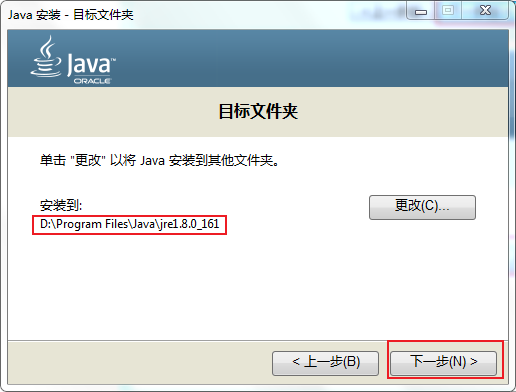 Java 安装 - 目标文件夹
Java™
ORACLE
目标文件夹
单击 "更改" 以将 Java 安装到其他文件夹。
安装到:
更改(C)...
D:\Program Files\Java\jre1.8.0_161
< 上一步(B)
下一步(N) >